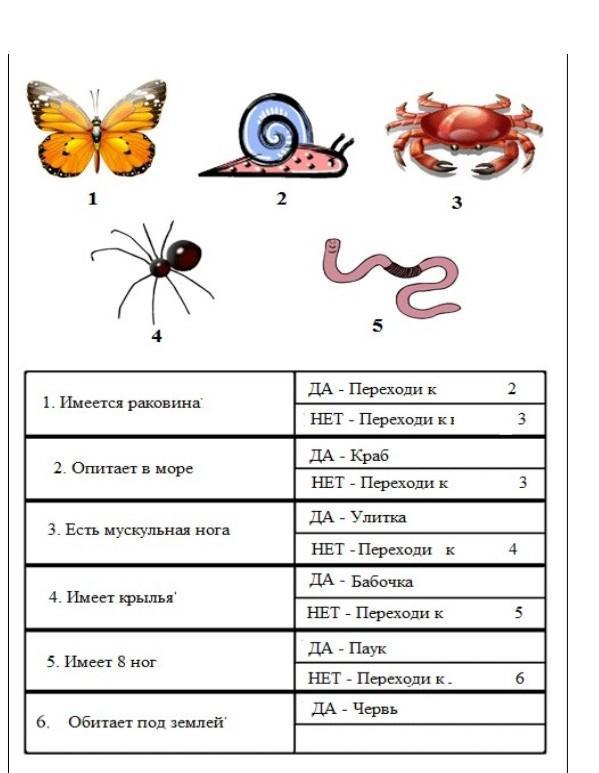 1
2
3
4
5
1. Имеется раковина
ДА - Переходи к 2
НЕТ - Переходи к 3
2. Опитает в море
ДА - Краб
НЕТ - Переходи к 3
3. Есть мускульная нога
ДА - Улитка
НЕТ - Переходи к 4
4. Имеет крылья
ДА - Бабочка
НЕТ - Переходи к 5
5. Имеет 8 ног
ДА - Паук
НЕТ - Переходи к 6
6. Обитает под землей
ДА - Червь